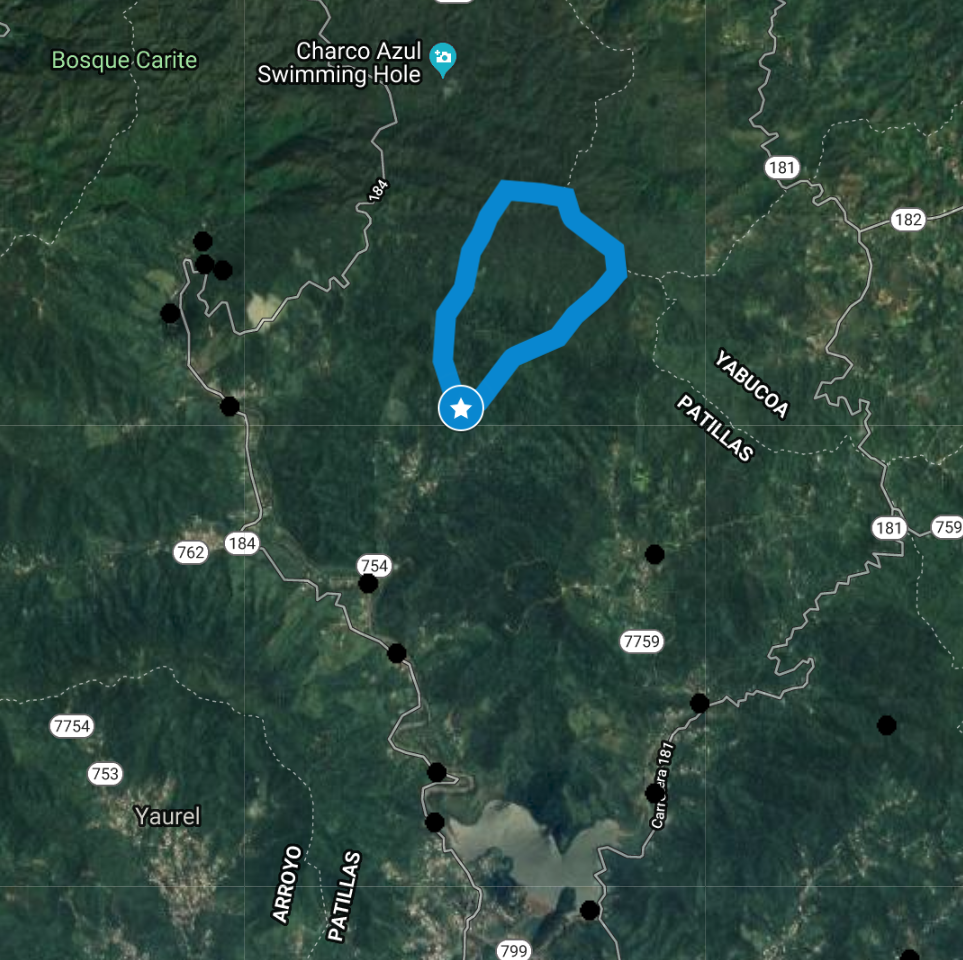 Bosque Carite
Charco Azul
Swimming Hole
184
181
182
YABUCOA
PATILLAS
181
759
762
184
754
7759
7754
753
Yaurel
ARROYO
PATILLAS
181
799